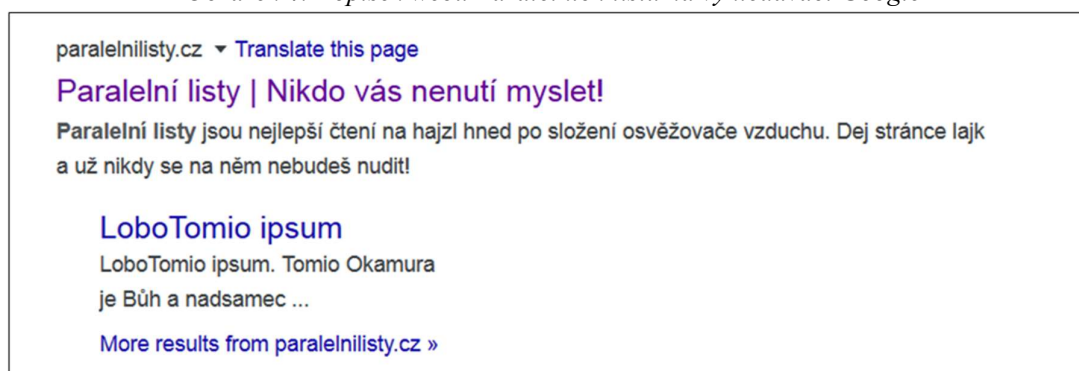 paralelnilisty.cz Translate this page
Paralelní listy | Nikdo vás nenutí myslet!
Paralelní listy jsou nejlepší čtení na hajzl hned po složení osvěžovače vzduchu. Dej stránce lajk
a už nikdy se na něm nebudeš nudit!
LoboTomio ipsum
LoboTomio ipsum. Tomio Okamura
je Bůh a nadsamec ...
More results from paralelnilisty.cz »